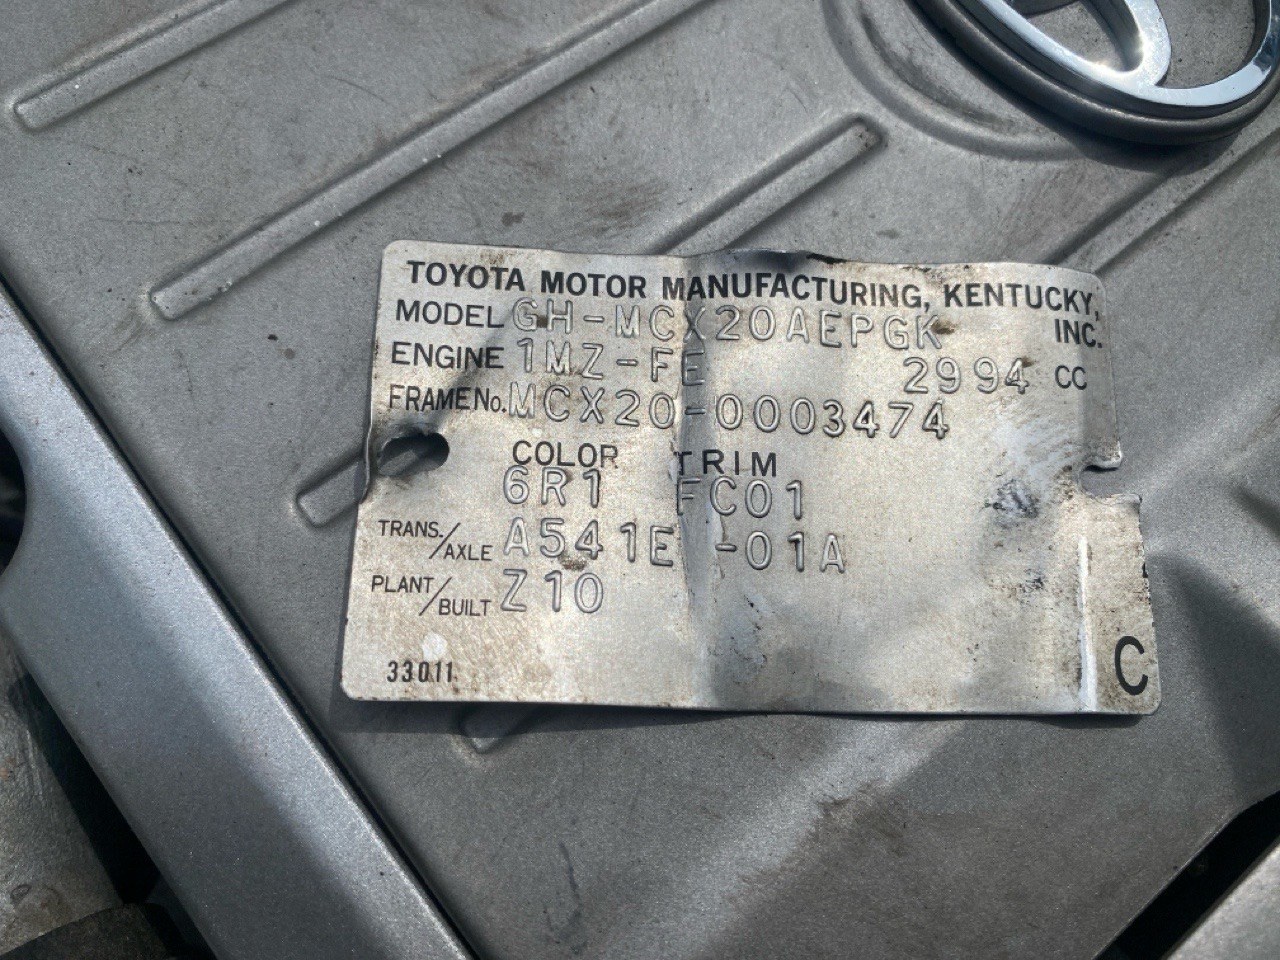 TOYOTA MOTOR MANUFACTURING, KENTUCKY, INC.
MODEL GH-MCX20AEPGK
ENGINE 1MZ-FE 2994 CC
FRAME No. MCX20-0003474
COLOR TRIM
6R1 FC01
TRANS./AXLE A541E -01A
PLANT/BUILT Z10
33011 C